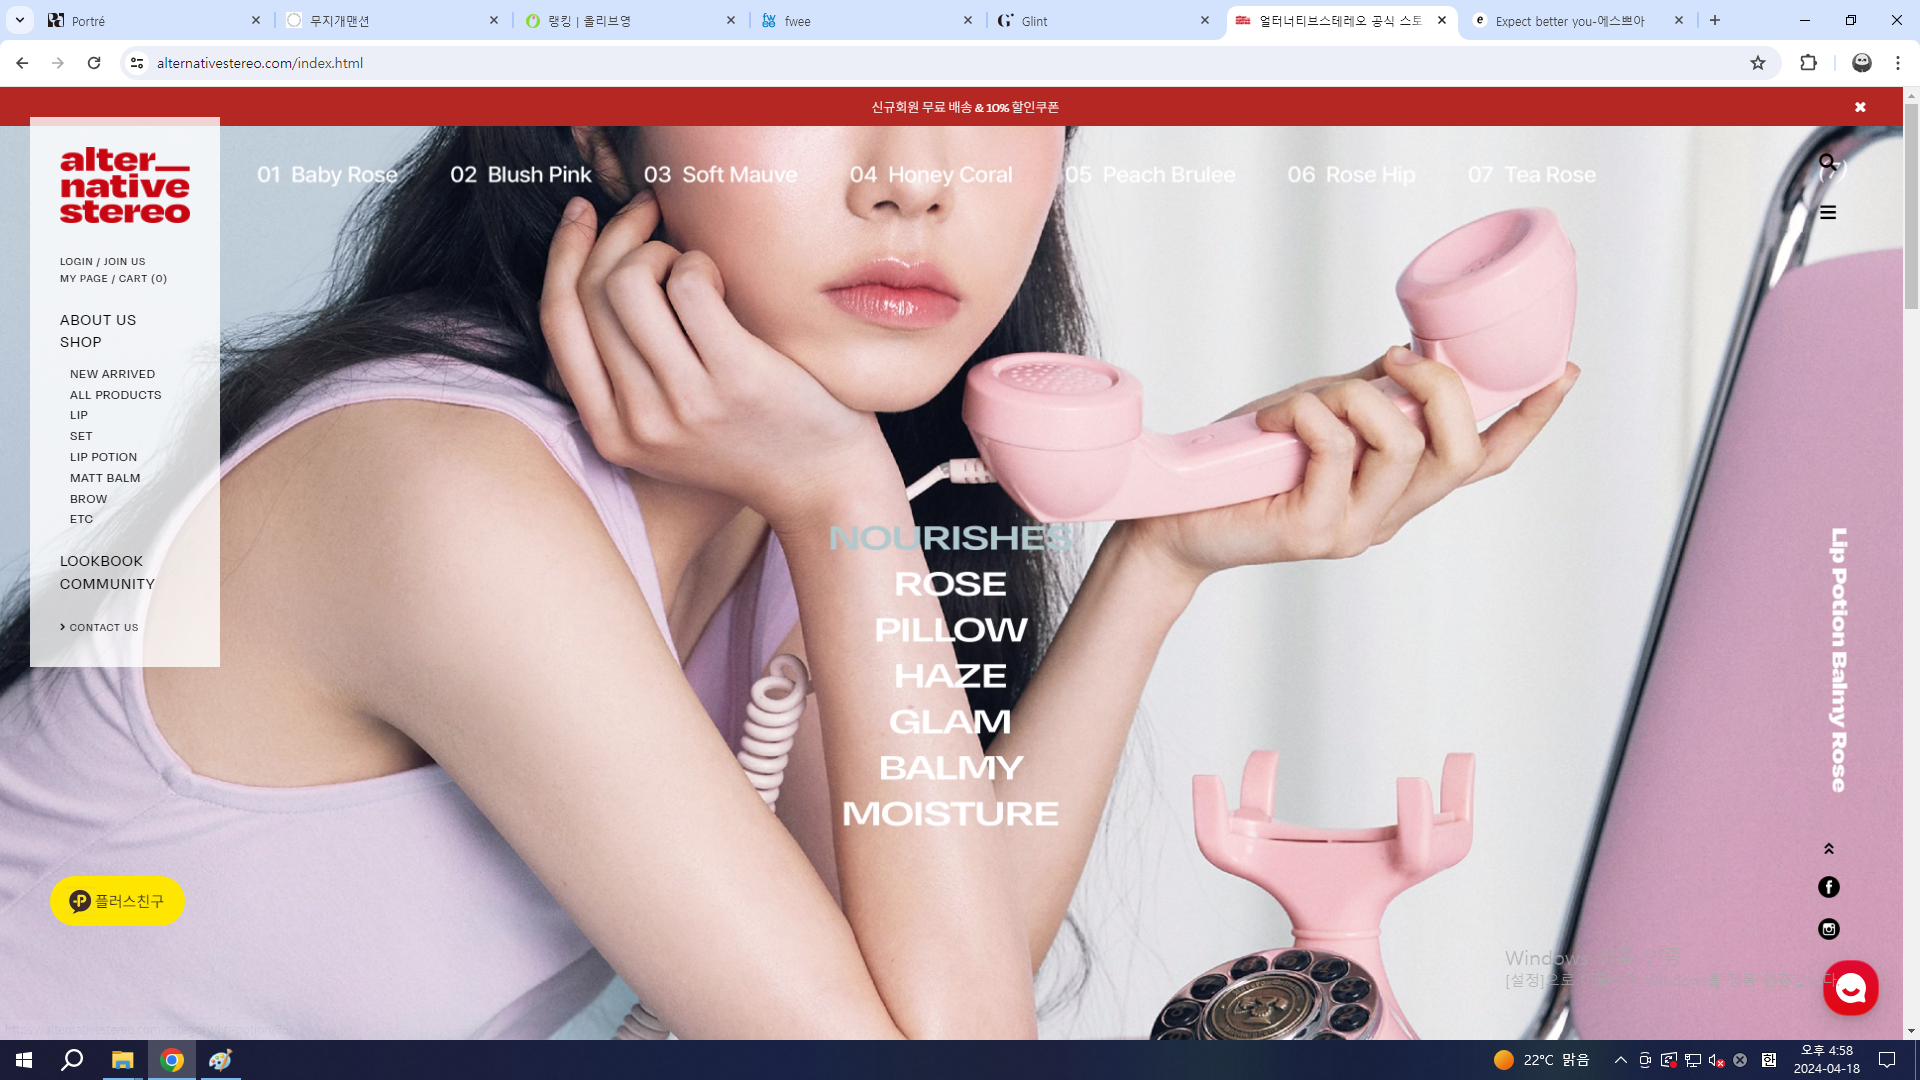 Portré
무지개맨션
랭킹 | 올리브영
fwee
Glint
얼터너티브스테레오 공식 스토
Expect better you-에스쁘아
alternativestereo.com/index.html
신규회원 무료 배송 & 10% 할인쿠폰
alter_
native
stereo
01 Baby Rose
02 Blush Pink
03 Soft Mauve
04 Honey Coral
05 Peach Brulee
06 Rose Hip
07 Tea Rose
(7)
LOGIN / JOIN US
MY PAGE / CART (0)
ABOUT US
SHOP
NEW ARRIVED
ALL PRODUCTS
LIP
SET
LIP POTION
MATT BALM
BROW
ETC
LOOKBOOK
COMMUNITY
CONTACT US
NOURISHES
ROSE
PILLOW
HAZE
GLAM
BALMY
MOISTURE
Lip Potion Balmy Rose
플러스친구
Windows
[설정]으로
22°C 맑음
한
오후 4:58
2024-04-18